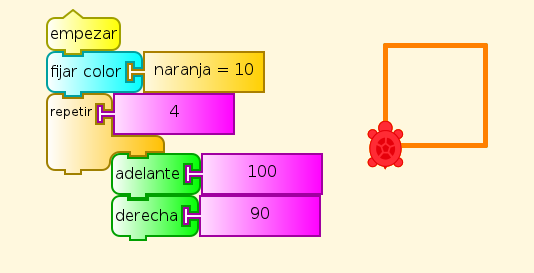 empezar
fijar color naranja = 10
repetir 4
adelante 100
derecha 90